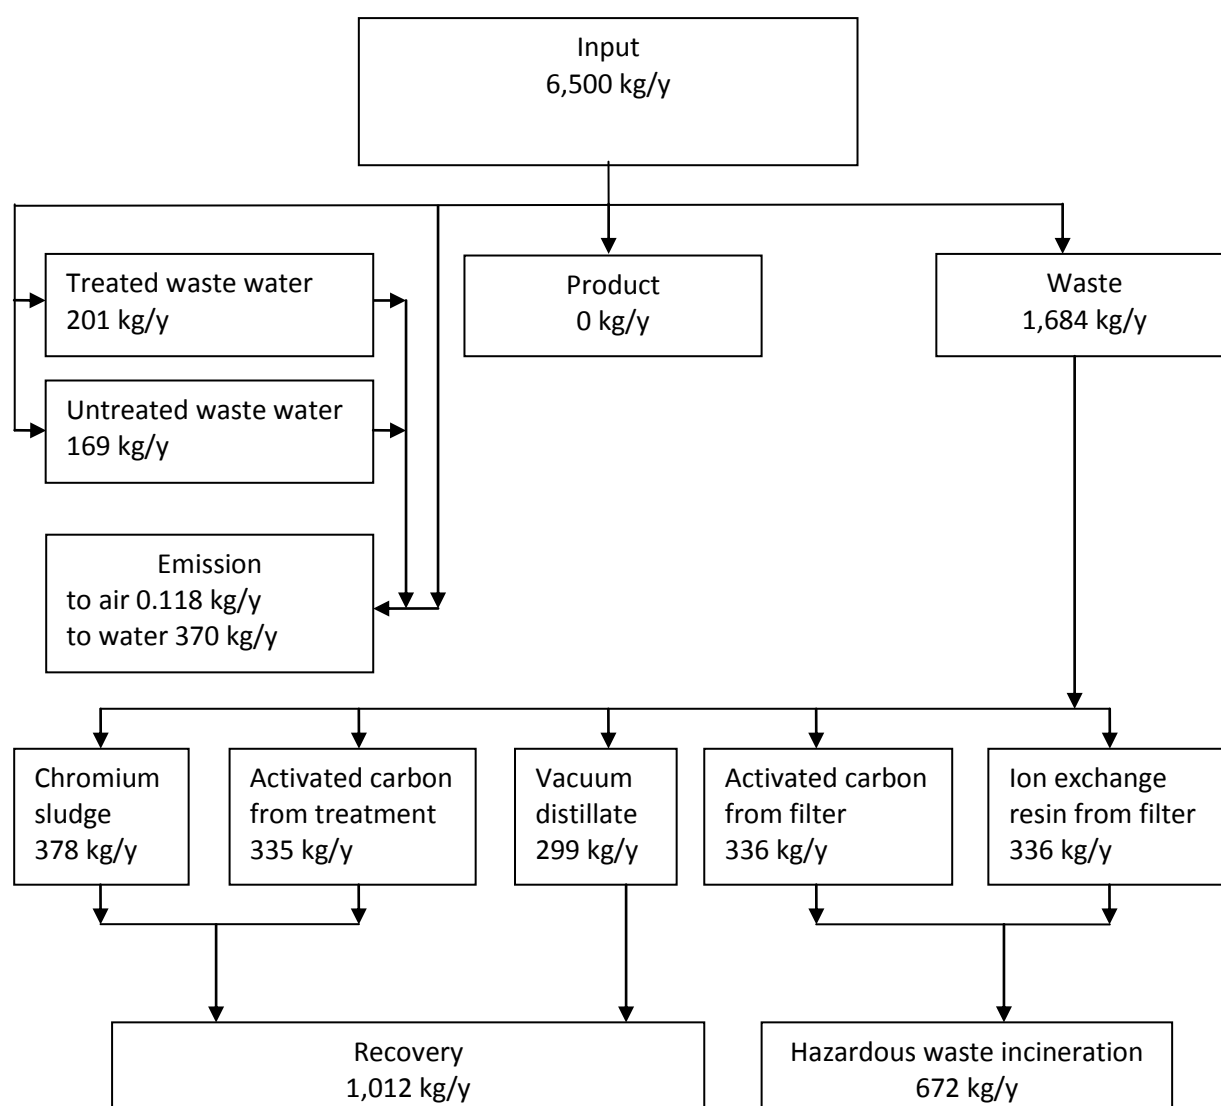 Input
6,500 kg/y
Treated waste water
201 kg/y
Product
0 kg/y
Waste
1,684 kg/y
Untreated waste water
169 kg/y
Emission
to air 0.118 kg/y
to water 370 kg/y
Chromium
sludge
378 kg/y
Activated carbon
from treatment
335 kg/y
Vacuum
distillate
299 kg/y
Activated carbon
from filter
336 kg/y
Ion exchange
resin from filter
336 kg/y
Recovery
1,012 kg/y
Hazardous waste incineration
672 kg/y